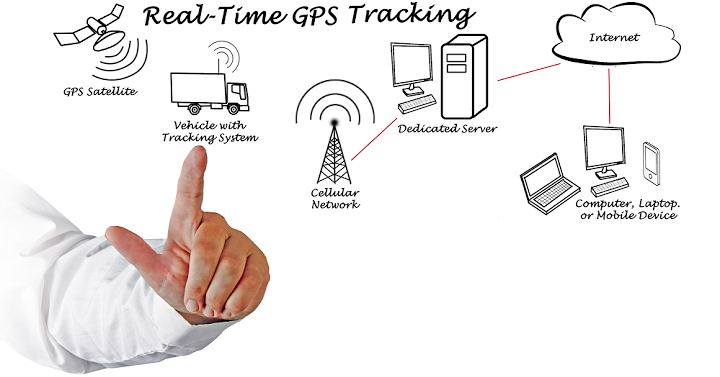 Real-Time GPS Tracking
GPS Satellite
Vehicle with
Tracking System
Cellular
Network
Dedicated Server
Internet
Computer, Laptop.
or Mobile Device